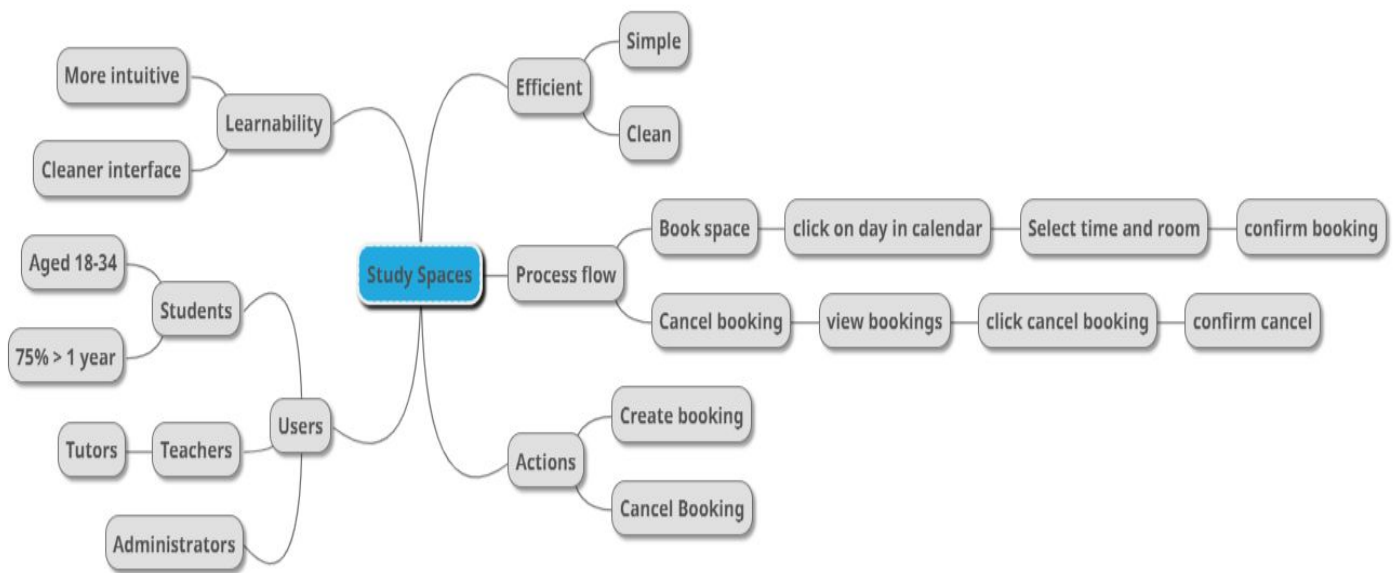 Study Spaces
Learnability
More intuitive
Cleaner interface
Users
Students
Aged 18-34
75% > 1 year
Teachers
Tutors
Administrators
Efficient
Simple
Clean
Process flow
Book space
click on day in calendar
Select time and room
confirm booking
Cancel booking
view bookings
click cancel booking
confirm cancel
Actions
Create booking
Cancel Booking